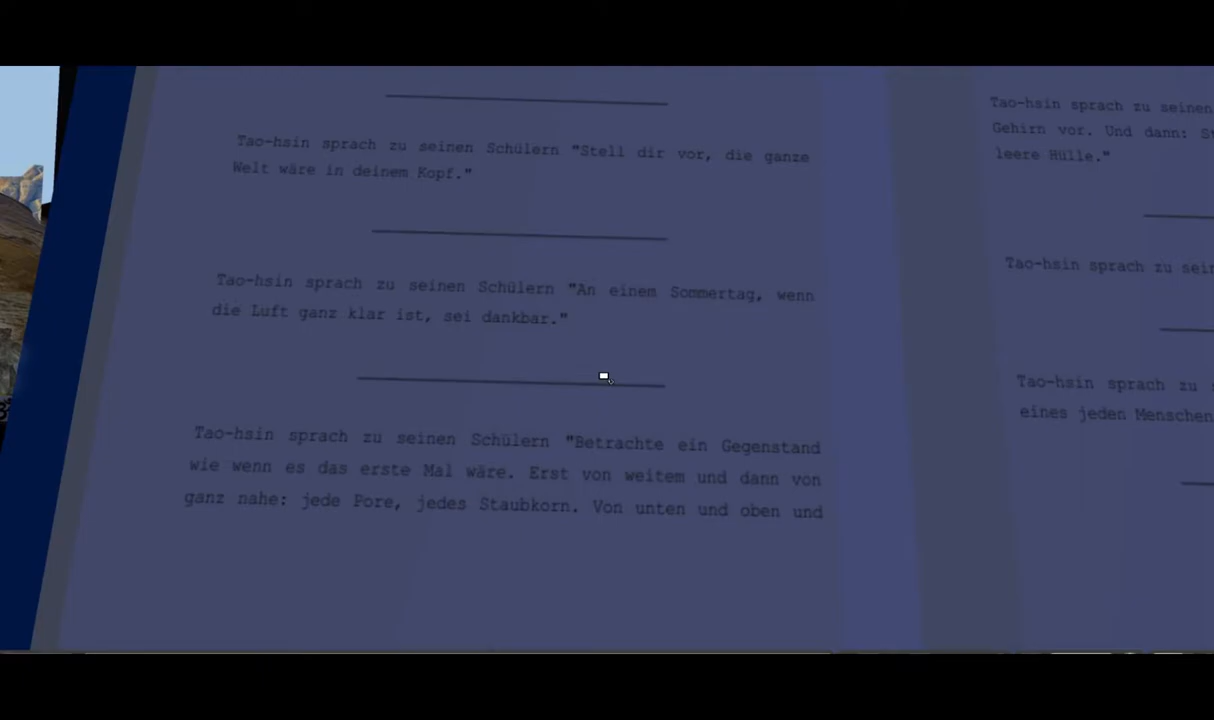 Tao-hsin sprach zu seinen Schülern "Stell dir vor, die ganze
Welt wäre in deinem Kopf."
Tao-hsin sprach zu seinen Schülern "An einem Sommertag, wenn
die Luft ganz klar ist, sei dankbar."
Tao-hsin sprach zu seinen Schülern "Betrachte ein Gegenstand
wie wenn es das erste Mal wäre. Erst von weitem und dann von
ganz nahe: jede Pore, jedes Staubkorn. Von unten und oben und
Tao-hsin sprach zu seinen
Gehirn vor. Und dann:
leere Hülle."
Tao-hsin sprach zu
Tao-hsin sprach zu
eines jeden Menschen